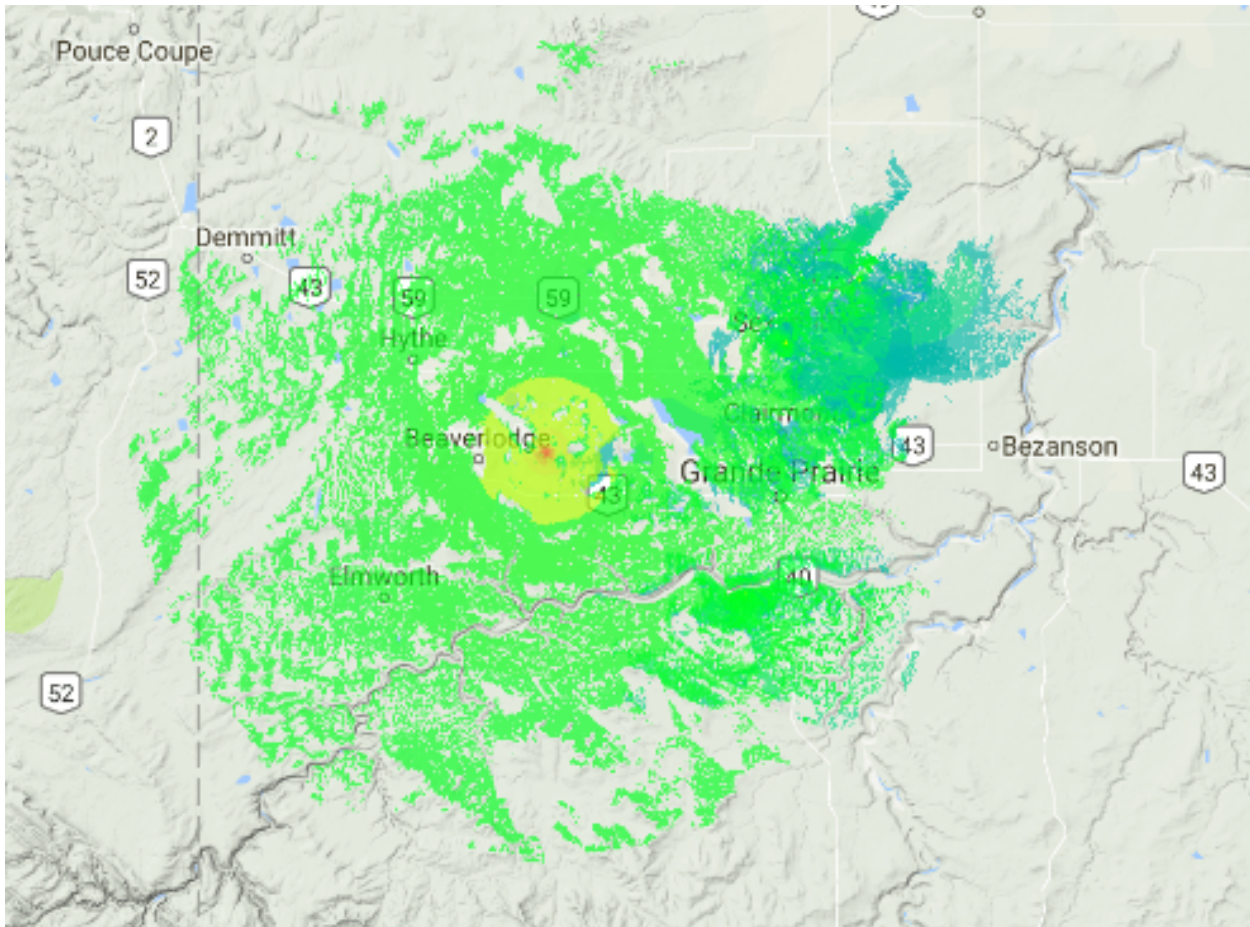 Pouce Coupe
2
Demmitt
52
43
59
59
Hythe
Clairmont
Beaverlodge
43
Bezanson
43
Grande Prairie
43
Elmworth
40
52